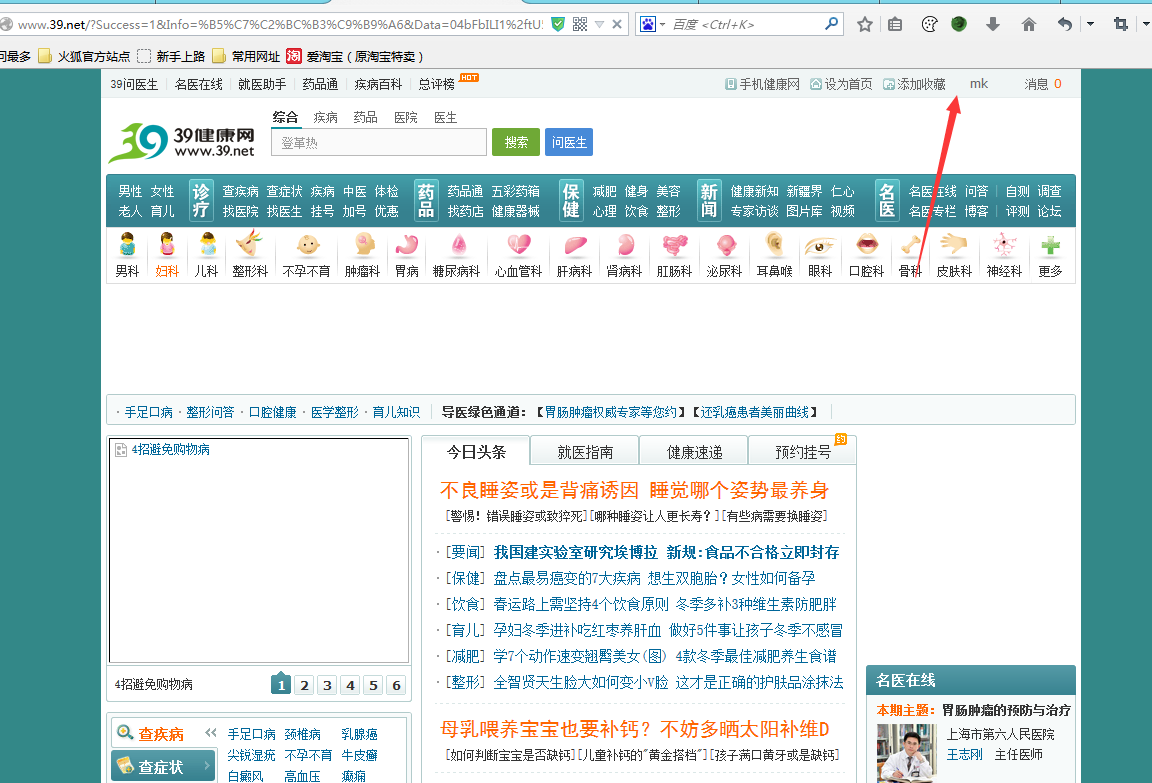 www.39.net/?Success=1&Info=%B5%C7%C2%BC%B3%C9%B9%A6&Data=04bFbILI1%2ftU
百度 <Ctrl+K>
问最多 火狐官方站点 新手上路 常用网址 淘 爱淘宝（原淘宝特卖）
39问医生 名医在线 就医助手 药品通 疾病百科 总评榜 HOT 手机健康网 设为首页 添加收藏 mk 消息 0
综合 疾病 药品 医院 医生
39健康网
www.39.net
登革热 搜索 问医生
男性 女性 诊疗 查疾病 查症状 疾病 中医 体检 药品 药品通 五彩药箱 保健 减肥 健身 美容 新闻 健康新知 新疆界 仁心 名医 名医在线 问答 自测 调查
老人 育儿 找医院 找医生 挂号 加号 优惠 找药店 健康器械 心理 饮食 整形 专家访谈 图片库 视频 名医专栏 博客 评测 论坛
男科 妇科 儿科 整形科 不孕不育 肿瘤科 胃病 糖尿病科 心血管科 肝病科 肾病科 肛肠科 泌尿科 耳鼻喉 眼科 口腔科 骨科 皮肤科 神经科 更多
· 手足口病 · 整形问答 · 口腔健康 · 医学整形 · 育儿知识 导医绿色通道：【胃肠肿瘤权威专家等您约】【还乳癌患者美丽曲线】
4招避免购物病
4招避免购物病 1 2 3 4 5 6
查疾病 手足口病 颈椎病 乳腺癌
查症状 尖锐湿疣 不孕不育 牛皮癣
白癜风 高血压 癫痫
今日头条 就医指南 健康速递 预约挂号 约
不良睡姿或是背痛诱因 睡觉哪个姿势最养身
[警惕！错误睡姿或致猝死][哪种睡姿让人更长寿？][有些病需要换睡姿]
· [要闻] 我国建实验室研究埃博拉 新规:食品不合格立即封存
· [保健] 盘点最易癌变的7大疾病 想生双胞胎？女性如何备孕
· [饮食] 春运路上需坚持4个饮食原则 冬季多补3种维生素防肥胖
· [育儿] 孕妇冬季进补吃红枣养肝血 做好5件事让孩子冬季不感冒
· [减肥] 学7个动作速变翘臀美女(图) 4款冬季最佳减肥养生食谱
· [整形] 全智贤天生脸大如何变小V脸 这才是正确的护肤品涂抹法
母乳喂养宝宝也要补钙？不妨多晒太阳补维D
[如何判断宝宝是否缺钙][儿童补钙的"黄金搭档"][孩子满口黄牙或是缺钙]
名医在线
本期主题：胃肠肿瘤的预防与治疗
上海市第六人民医院
王志刚 主任医师